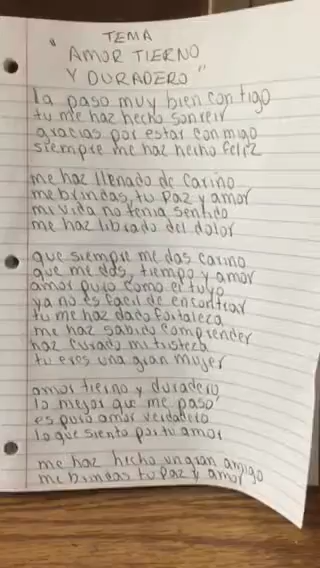 TEMA
"AMOR TIERNO
Y DURADERO"
la paso muy bien contigo
tu me haz hecho sonreir
gracias por estar conmigo
siempre me haz hecho feliz
me haz llenado de cariño
me brindas, tu paz y amor
mi vida no tenia sentido
me haz librado del dolor
que siempre me das cariño
que me das, tiempo y amor
amor puro como el tuyo
ya no es facil de encontrar
tu me haz dado fortaleza
me haz sabido comprender
haz curado mi tristeza
tu eres una gran mujer
amor tierno y duradero
lo mejor que me paso
es puro amor verdadero
lo que siento por tu amor
me haz hecho un gran amigo
me brindas tu paz y amor